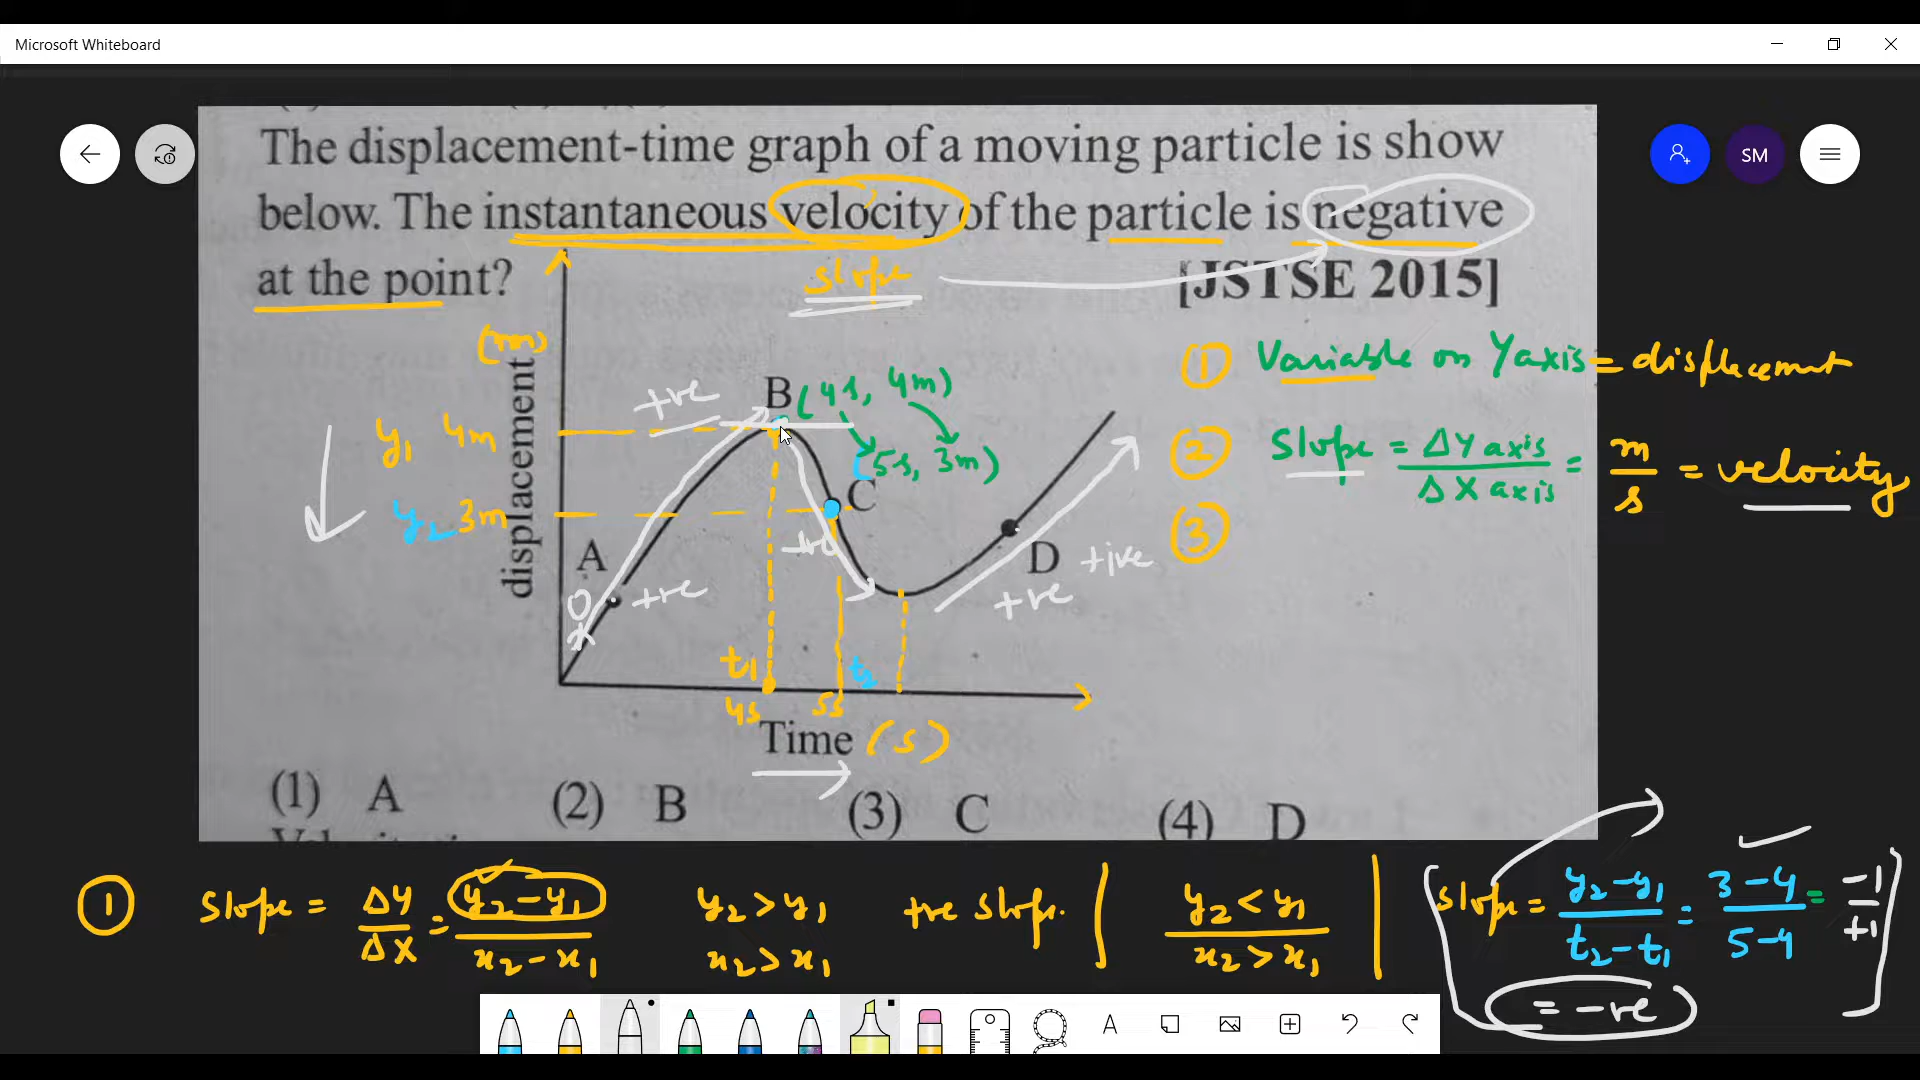 Microsoft Whiteboard
SM
The displacement-time graph of a moving particle is show
below. The instantaneous velocity of the particle is negative
at the point?
[JSTSE 2015]
slope
(m)
displacement
y1 4m
y2 3m
+ve
B (4s, 4m)
(5s, 3m)
C
A
O
+ve
D +ive
+ve
t1
t2
4s
5s
Time (s)
① Variable on Y axis = displacement
② Slope = ΔY axis / ΔX axis = m/s = velocity
③
(1) A (2) B (3) C (4) D
① Slope = ΔY/ΔX = y2-y1 / x2-x1
y2 > y1
x2 > x1
+ve slope.
y2 < y1
x2 > x1
slope = y2-y1 / t2-t1 = 3-4 / 5-4 = -1 / +1
= -ve